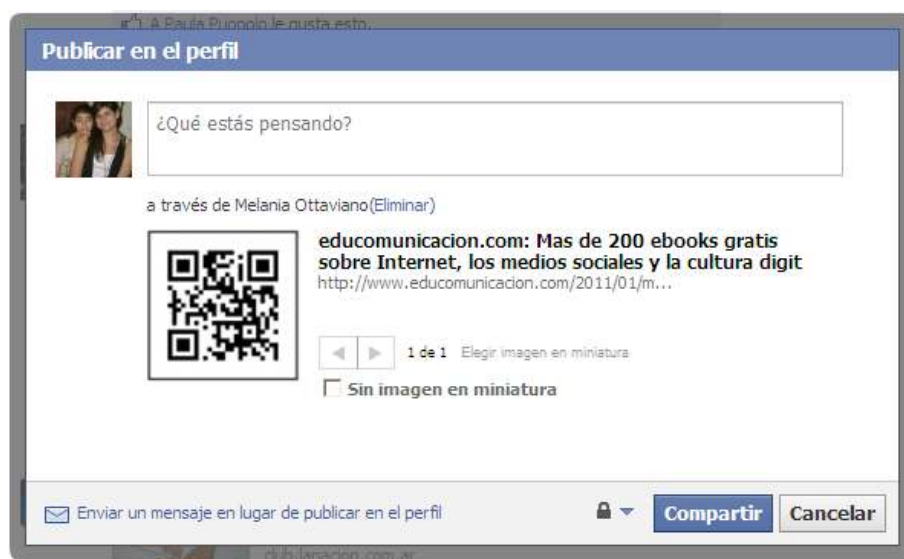 A Paula Puopolo le gusta esto.
Publicar en el perfil
¿Qué estás pensando?
a través de Melania Ottaviano(Eliminar)
educomunicacion.com: Mas de 200 ebooks gratis
sobre Internet, los medios sociales y la cultura digit
http://www.educomunicacion.com/2011/01/m...
1 de 1 Elegir imagen en miniatura
Sin imagen en miniatura
Enviar un mensaje en lugar de publicar en el perfil
Compartir
Cancelar
club.lanacion.com.ar